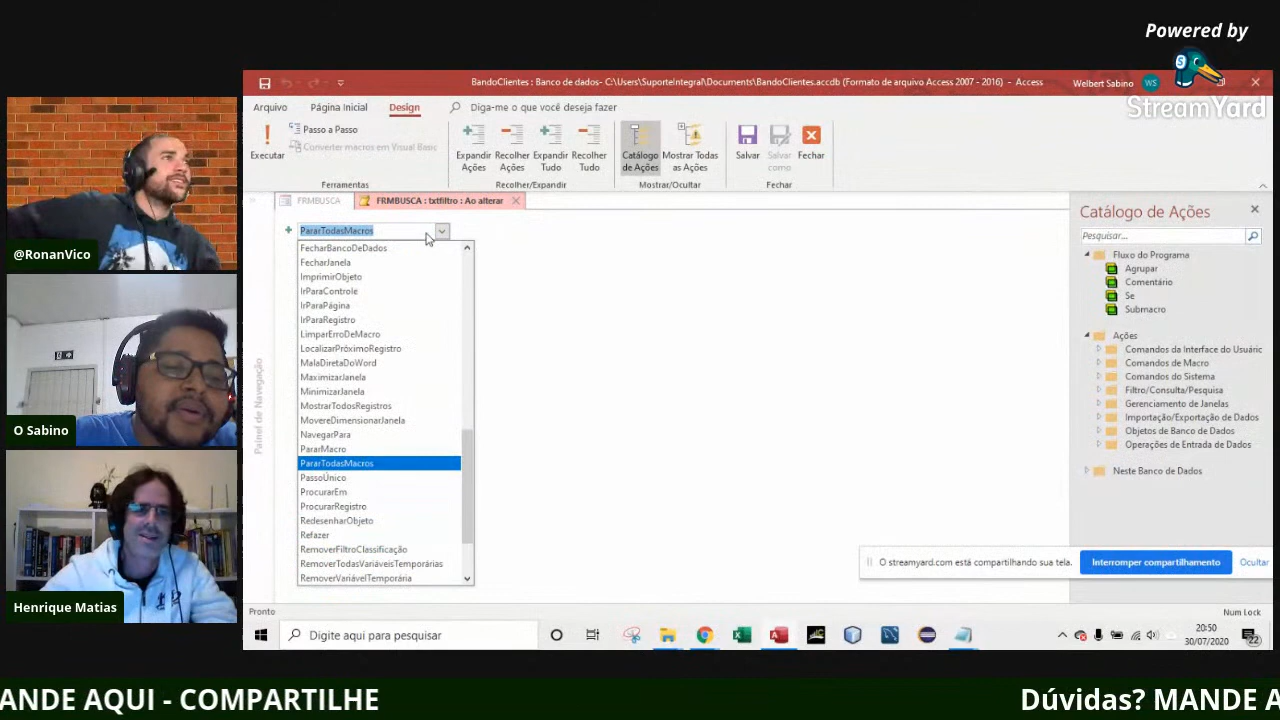 Powered by
StreamYard
BandoClientes : Banco de dados- C:\Users\SuporteIntegral\Documents\BandoClientes.accdb (Formato de arquivo Access 2007 - 2016) — Access
Welbert Sabino
WS
Arquivo
Página Inicial
Design
Diga-me o que você deseja fazer
Executar
Passo a Passo
Converter macros em Visual Basic
Ferramentas
Expandir Ações
Recolher Ações
Expandir Tudo
Recolher Tudo
Recolher/Expandir
Catálogo de Ações
Mostrar Todas as Ações
Mostrar/Ocultar
Salvar
Salvar como
Fechar
Fechar
FRMBUSCA
FRMBUSCA : txtfiltro : Ao alterar
PararTodasMacros
FecharBancoDeDados
FecharJanela
ImprimirObjeto
IrParaControle
IrParaPágina
IrParaRegistro
LimparErroDeMacro
LocalizarPróximoRegistro
MalaDiretaDoWord
MaximizarJanela
MinimizarJanela
MostrarTodosRegistros
MovereDimensionarJanela
NavegarPara
PararMacro
PararTodasMacros
PassoÚnico
ProcurarEm
ProcurarRegistro
RedesenharObjeto
Refazer
RemoverFiltroClassificação
RemoverTodasVariáveisTemporárias
RemoverVariávelTemporária
Painel de Navegação
Catálogo de Ações
Pesquisar...
Fluxo do Programa
Agrupar
Comentário
Se
Submacro
Ações
Comandos da Interface do Usuáric
Comandos de Macro
Comandos do Sistema
Filtro/Consulta/Pesquisa
Gerenciamento de Janelas
Importação/Exportação de Dados
Objetos de Banco de Dados
Operações de Entrada de Dados
Neste Banco de Dados
O streamyard.com está compartilhando sua tela.
Interromper compartilhamento
Ocultar
Pronto
Num Lock
Digite aqui para pesquisar
20:50
30/07/2020
22
@RonanVico
O Sabino
Henrique Matias
ANDE AQUI - COMPARTILHE
Dúvidas? MANDE A